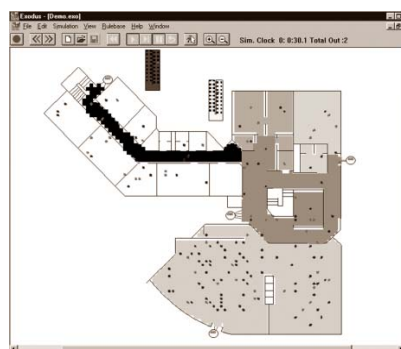 Exodus - [Demo.exo]
File Edit Simulation View Rulebase Help Window
Sim. Clock 0: 0:30.1 Total Out :2